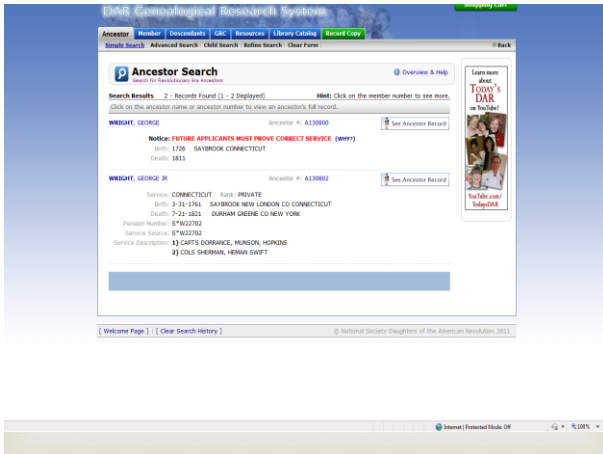 DAR Genealogical Research System
Shopping Cart
Ancestor Member Descendants GRC Resources Library Catalog Record Copy
Simple Search Advanced Search Child Search Refine Search Clear Form
Back
Ancestor Search
Search for Revolutionary Era Ancestors
Overview & Help
Search Results 2 - Records Found [1 - 2 Displayed] Hint: Click on the member number to see more.
Click on the ancestor name or ancestor number to view an ancestor's full record.
WRIGHT, GEORGE Ancestor #: A130800 See Ancestor Record
Notice: FUTURE APPLICANTS MUST PROVE CORRECT SERVICE (WHY?)
Birth: 1726 SAYBROOK CONNECTICUT
Death: 1811
WRIGHT, GEORGE JR Ancestor #: A130802 See Ancestor Record
Service: CONNECTICUT Rank: PRIVATE
Birth: 3-31-1761 SAYBROOK NEW LONDON CO CONNECTICUT
Death: 7-21-1821 DURHAM GREENE CO NEW YORK
Pension Number: S*W22702
Service Source: S*W22702
Service Description: 1) CAPTS DORRANCE, MUNSON, HOPKINS
2) COLS SHERMAN, HEMAN SWIFT
Learn more
about
TODAY'S
DAR
on YouTube!
YouTube.com/
TodaysDAR
[ Welcome Page ] | [ Clear Search History ] © National Society Daughters of the American Revolution 2011
Internet | Protected Mode: Off 100%